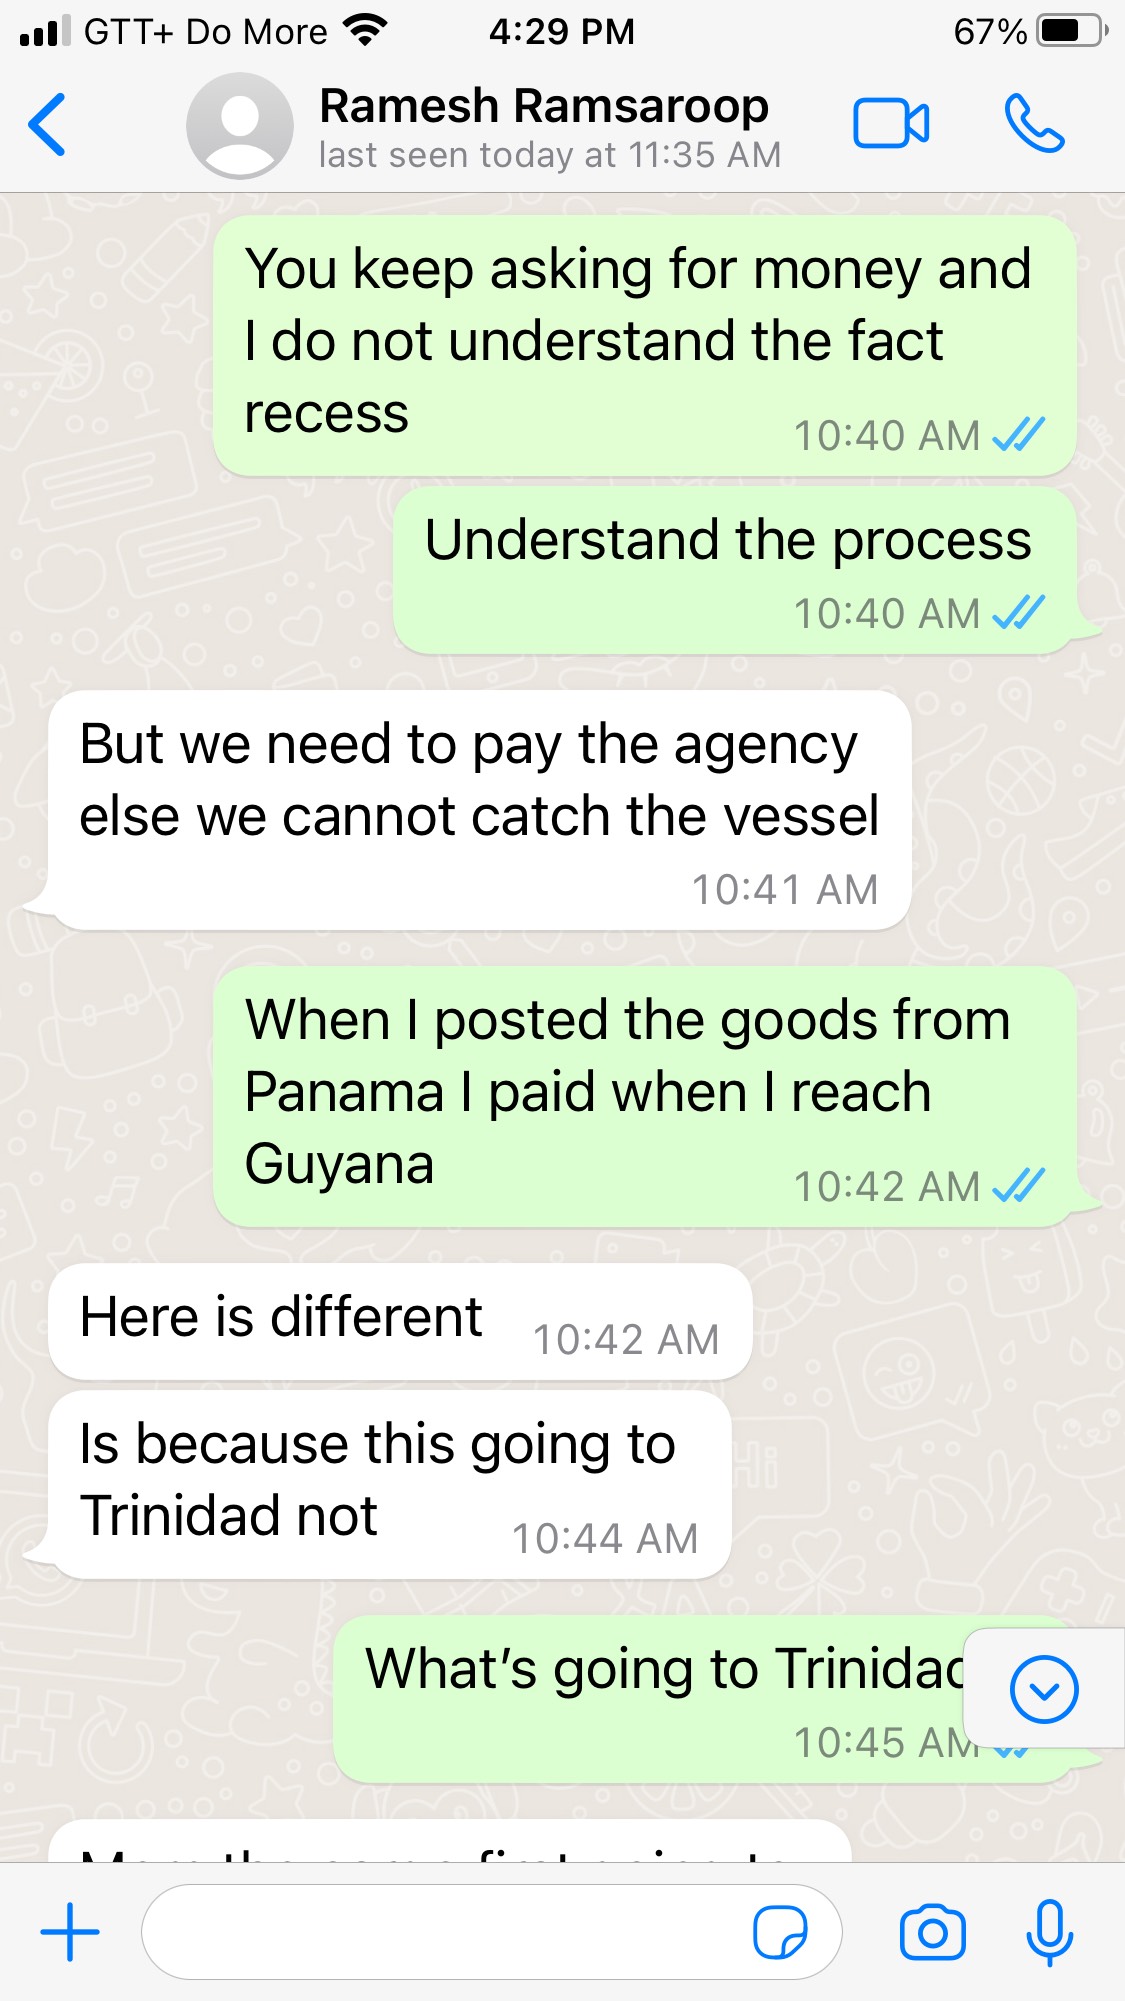 GTT+ Do More 4:29 PM 67%
Ramesh Ramsaroop
last seen today at 11:35 AM
You keep asking for money and
I do not understand the fact
recess
10:40 AM
Understand the process
10:40 AM
But we need to pay the agency
else we cannot catch the vessel
10:41 AM
When I posted the goods from
Panama I paid when I reach
Guyana
10:42 AM
Here is different
10:42 AM
Is because this going to
Trinidad not
10:44 AM
What's going to Trinidad
10:45 AM